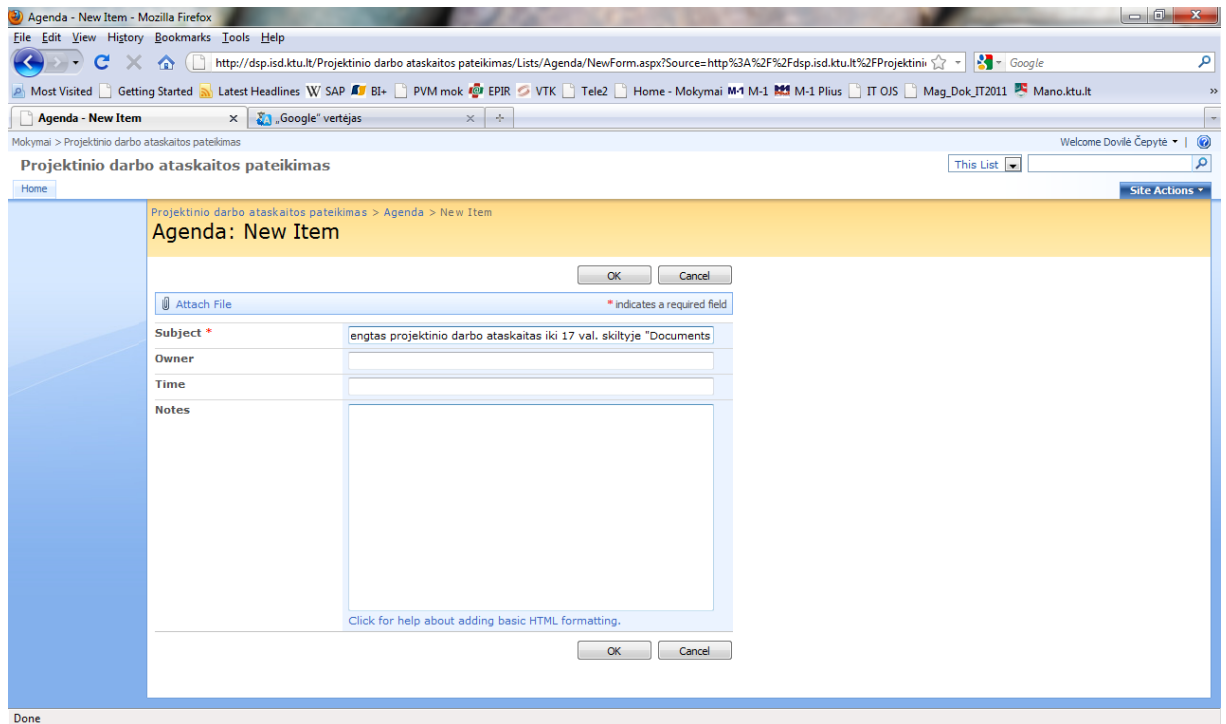 Agenda - New Item - Mozilla Firefox
File Edit View History Bookmarks Tools Help
http://dsp.isd.ktu.lt/Projektinio darbo ataskaitos pateikimas/Lists/Agenda/NewForm.aspx?Source=http%3A%2F%2Fdsp.isd.ktu.lt%2FProjektini Google
Most Visited Getting Started Latest Headlines SAP BI+ PVM mok EPIR VTK Tele2 Home - Mokymai M-1 M-1 Plius IT OJS Mag_Dok_IT2011 Mano.ktu.lt »
Agenda - New Item „Google“ vertėjas
Mokymai > Projektinio darbo ataskaitos pateikimas Welcome Dovilė Čepytė
Projektinio darbo ataskaitos pateikimas This List
Home Site Actions
Projektinio darbo ataskaitos pateikimas > Agenda > New Item
Agenda: New Item
OK Cancel
Attach File * indicates a required field
Subject * engtas projektinio darbo ataskaitas iki 17 val. skiltyje "Documents
Owner
Time
Notes
Click for help about adding basic HTML formatting.
OK Cancel
Done